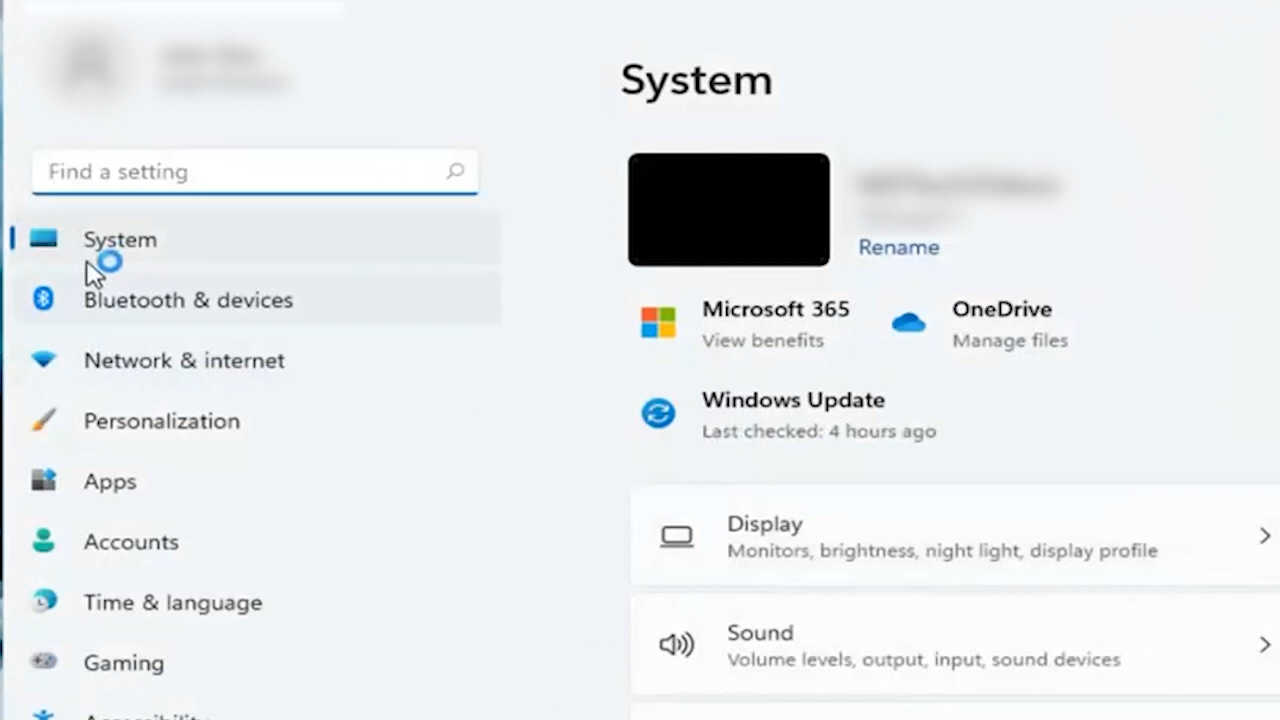 System
Find a setting
System
Rename
Bluetooth & devices
Microsoft 365
View benefits
OneDrive
Manage files
Network & internet
Windows Update
Last checked: 4 hours ago
Personalization
Apps
Display
Monitors, brightness, night light, display profile
Accounts
Time & language
Sound
Volume levels, output, input, sound devices
Gaming
Accessibility